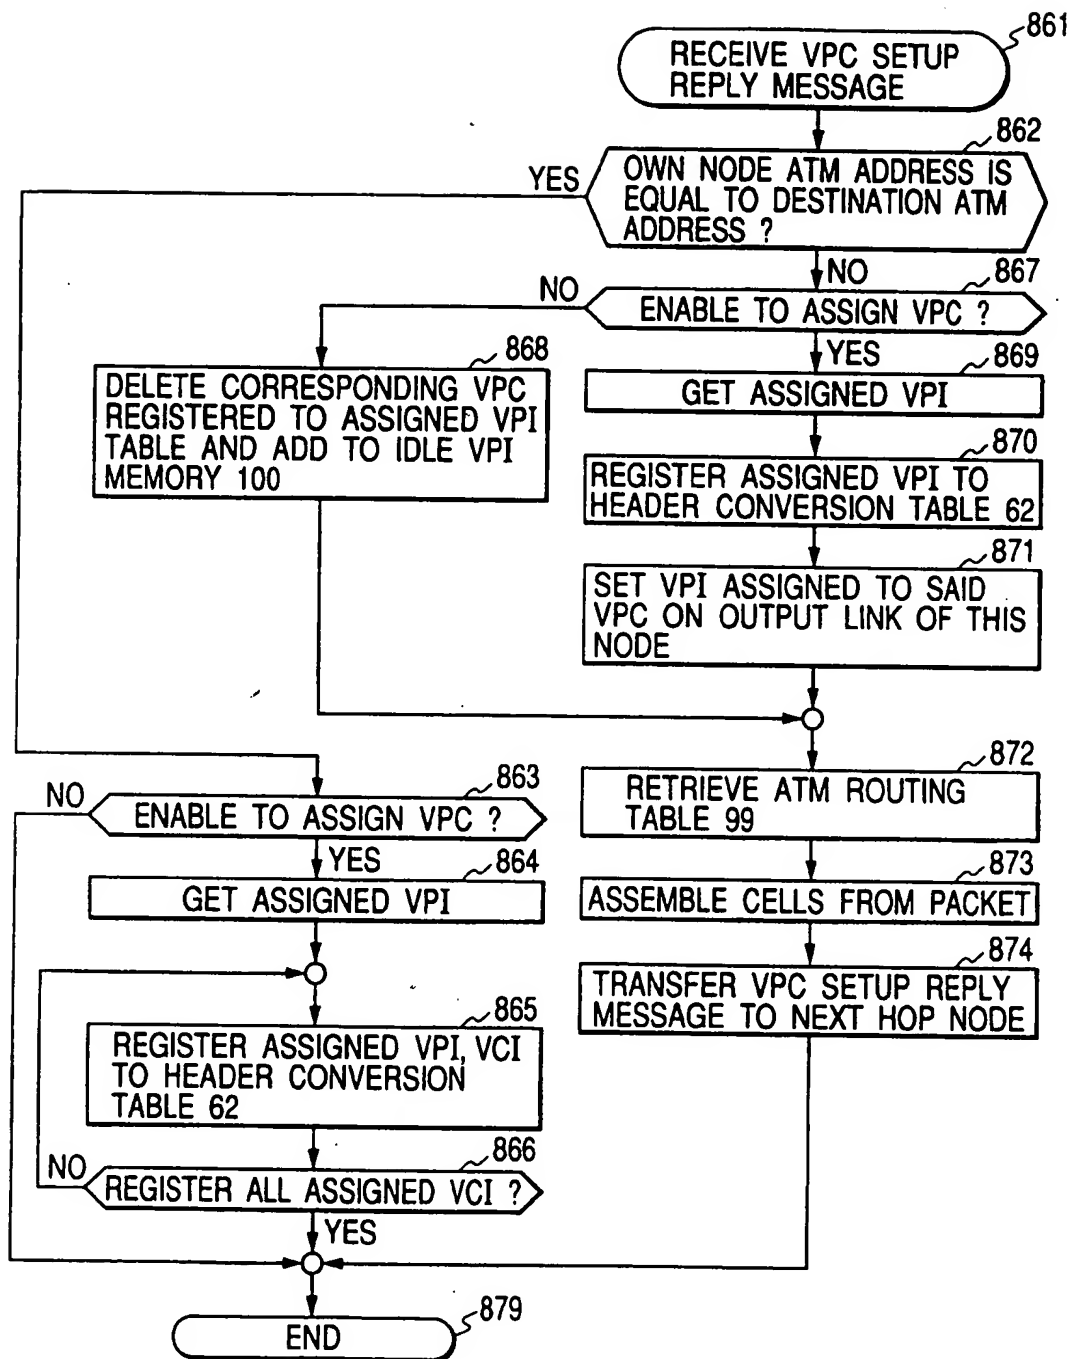 861
RECEIVE VPC SETUP
REPLY MESSAGE
862
YES
OWN NODE ATM ADDRESS IS
EQUAL TO DESTINATION ATM
ADDRESS ?
NO
867
NO
ENABLE TO ASSIGN VPC ?
YES
868
DELETE CORRESPONDING VPC
REGISTERED TO ASSIGNED VPI
TABLE AND ADD TO IDLE VPI
MEMORY 100
869
GET ASSIGNED VPI
870
REGISTER ASSIGNED VPI TO
HEADER CONVERSION TABLE 62
871
SET VPI ASSIGNED TO SAID
VPC ON OUTPUT LINK OF THIS
NODE
872
RETRIEVE ATM ROUTING
TABLE 99
873
ASSEMBLE CELLS FROM PACKET
874
TRANSFER VPC SETUP REPLY
MESSAGE TO NEXT HOP NODE
863
NO
ENABLE TO ASSIGN VPC ?
YES
864
GET ASSIGNED VPI
865
REGISTER ASSIGNED VPI, VCI
TO HEADER CONVERSION
TABLE 62
866
NO
REGISTER ALL ASSIGNED VCI ?
YES
879
END